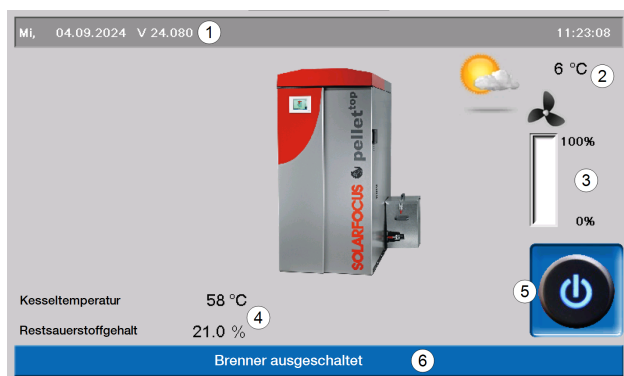 Mi, 04.09.2024 V 24.080 1 11:23:08
6 °C 2
100%
3
0%
SOLARFOCUS pellet top
5
Kesseltemperatur 58 °C
4
Restsauerstoffgehalt 21.0 %
Brenner ausgeschaltet 6